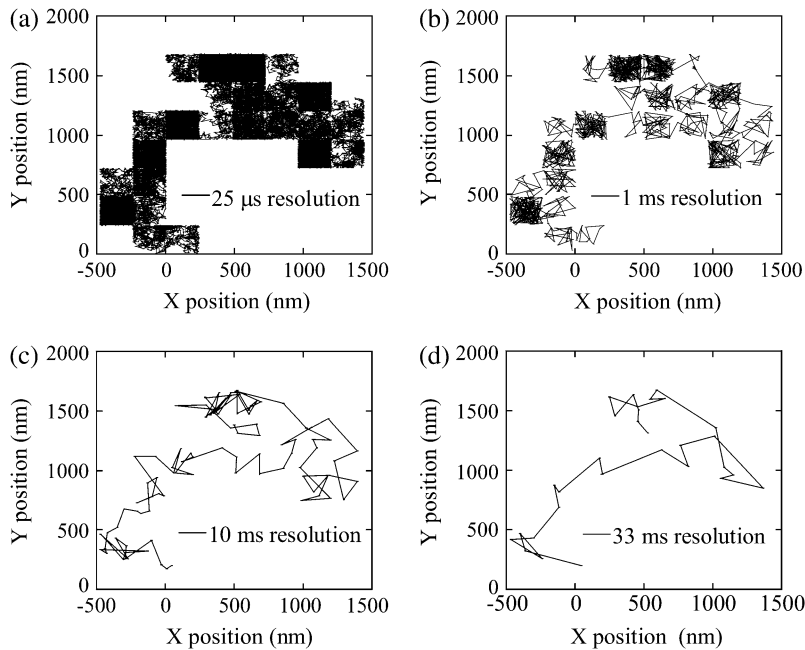 (a)
2000
1500
1000
500
0
Y position (nm)
25 µs resolution
-500 0 500 1000 1500
X position (nm)
(b)
2000
1500
1000
500
0
Y position (nm)
1 ms resolution
-500 0 500 1000 1500
X position (nm)
(c)
2000
1500
1000
500
0
Y position (nm)
10 ms resolution
-500 0 500 1000 1500
X position (nm)
(d)
2000
1500
1000
500
0
Y position (nm)
33 ms resolution
-500 0 500 1000 1500
X position (nm)